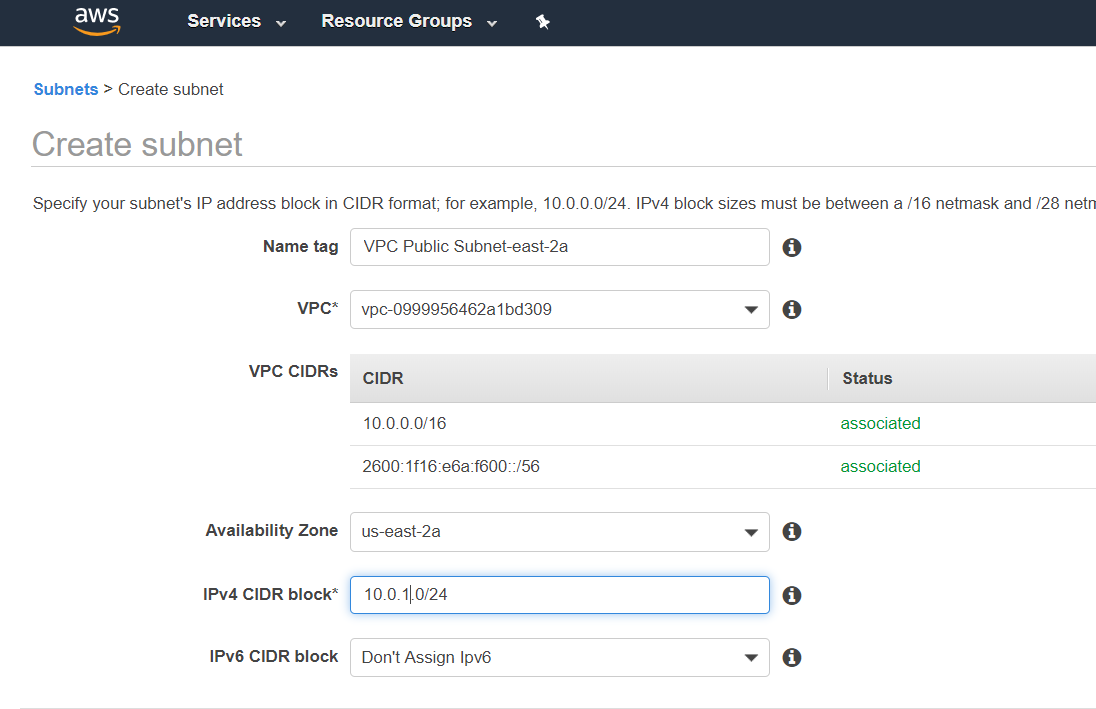 aws Services Resource Groups
Subnets > Create subnet
Create subnet
Specify your subnet's IP address block in CIDR format; for example, 10.0.0.0/24. IPv4 block sizes must be between a /16 netmask and /28
Name tag VPC Public Subnet-east-2a
VPC* vpc-0999956462a1bd309
VPC CIDRs CIDR Status
10.0.0.0/16 associated
2600:1f16:e6a:f600::/56 associated
Availability Zone us-east-2a
IPv4 CIDR block* 10.0.1.0/24
IPv6 CIDR block Don't Assign Ipv6